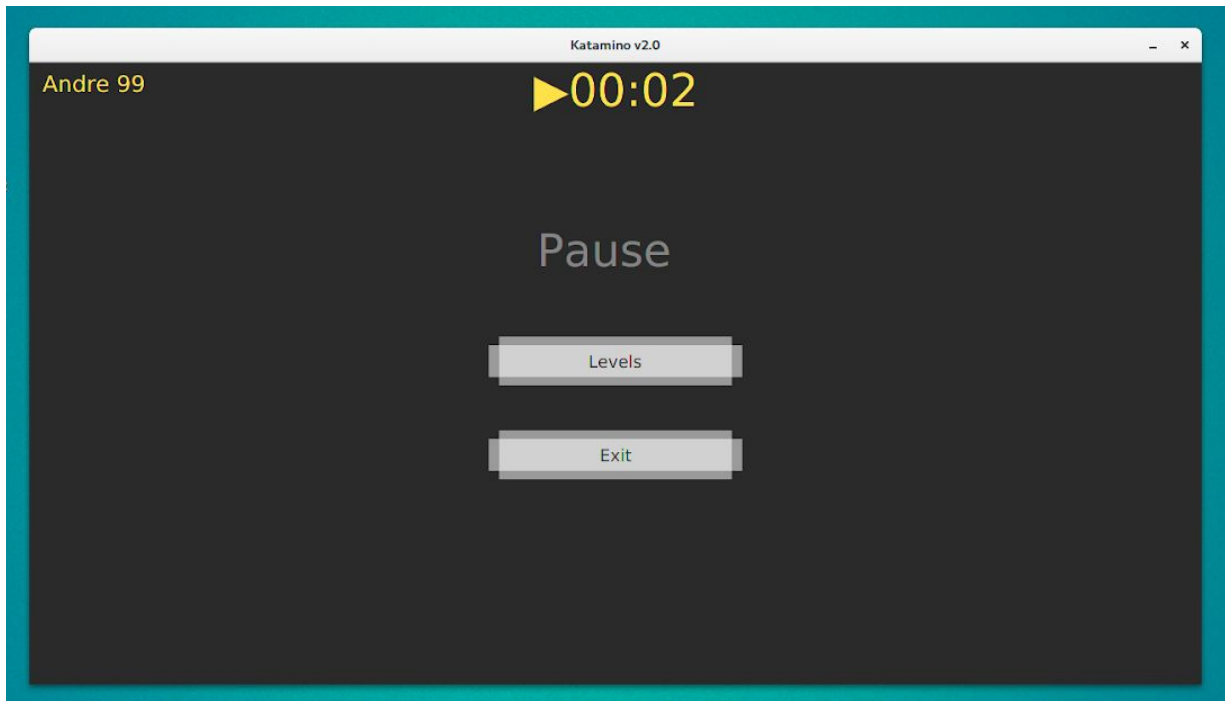 Katamino v2.0
Andre 99
▶00:02
Pause
Levels
Exit